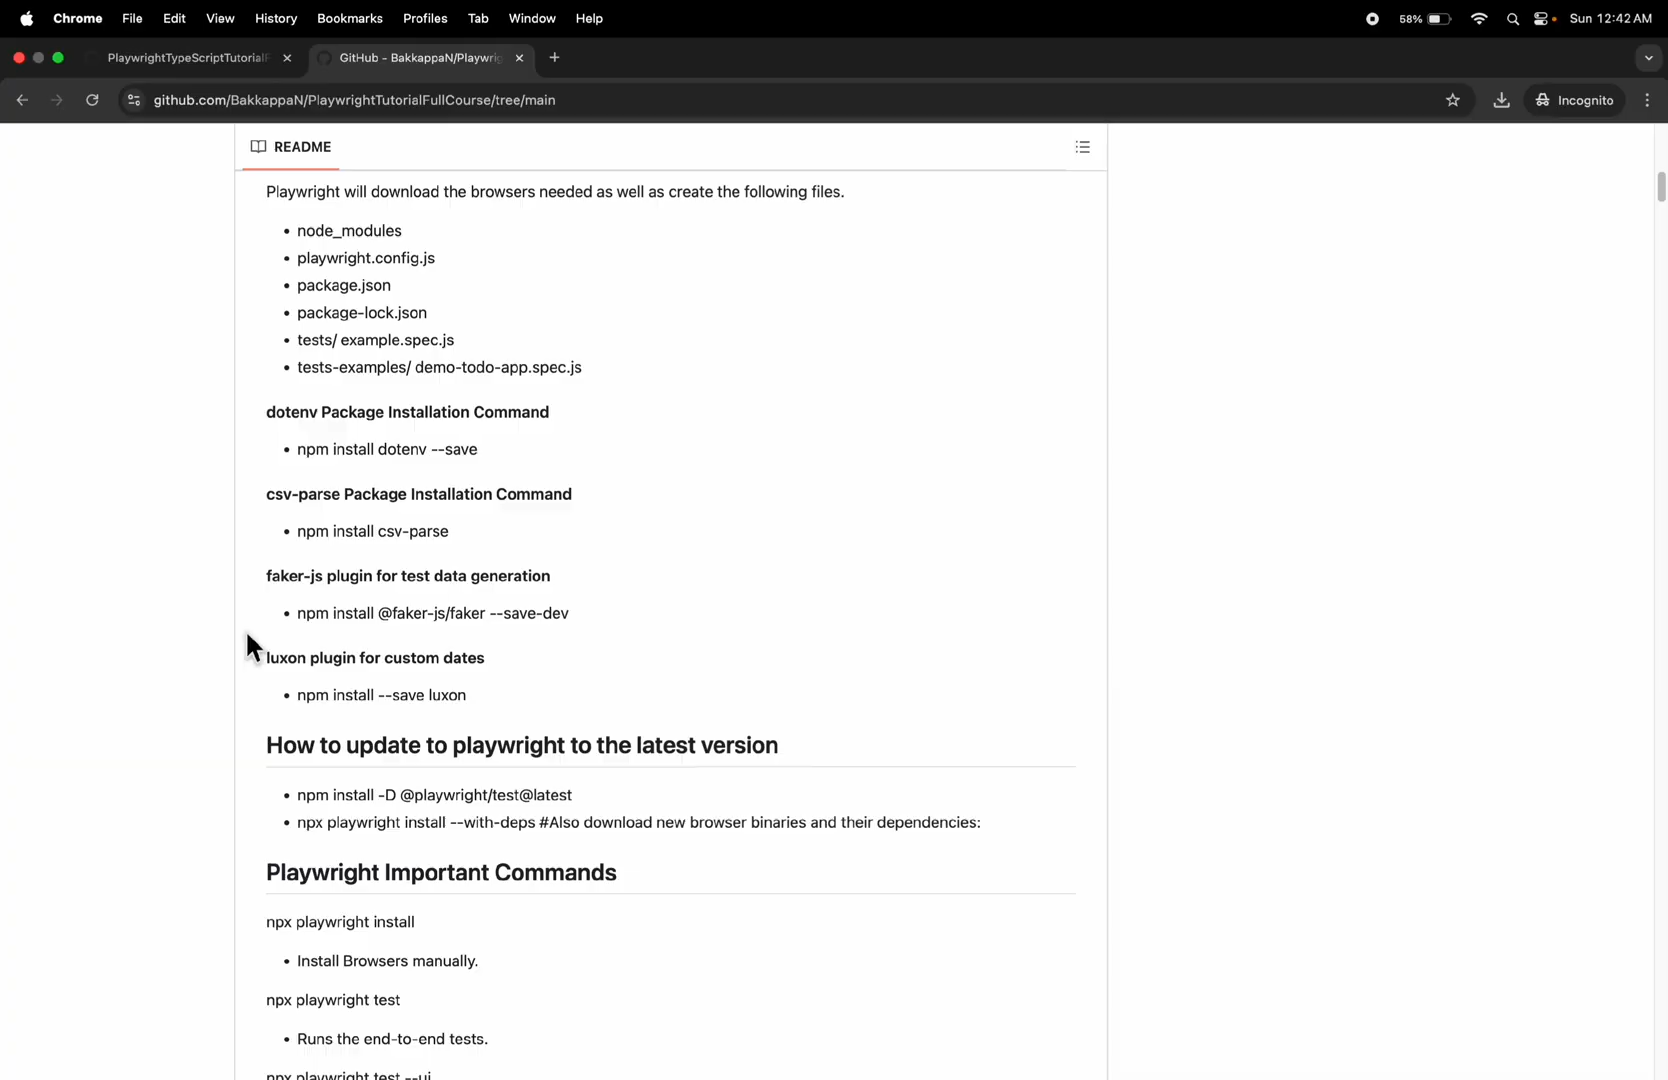 Chrome File Edit View History Bookmarks Profiles Tab Window Help 58% Sun 12:42 AM
PlaywrightTypeScriptTutorialF GitHub - BakkappaN/Playwrig
github.com/BakkappaN/PlaywrightTutorialFullCourse/tree/main Incognito
README
Playwright will download the browsers needed as well as create the following files.
• node_modules
• playwright.config.js
• package.json
• package-lock.json
• tests/ example.spec.js
• tests-examples/ demo-todo-app.spec.js
dotenv Package Installation Command
• npm install dotenv --save
csv-parse Package Installation Command
• npm install csv-parse
faker-js plugin for test data generation
• npm install @faker-js/faker --save-dev
luxon plugin for custom dates
• npm install --save luxon
How to update to playwright to the latest version
• npm install -D @playwright/test@latest
• npx playwright install --with-deps #Also download new browser binaries and their dependencies:
Playwright Important Commands
npx playwright install
• Install Browsers manually.
npx playwright test
• Runs the end-to-end tests.
npx playwright test --ui